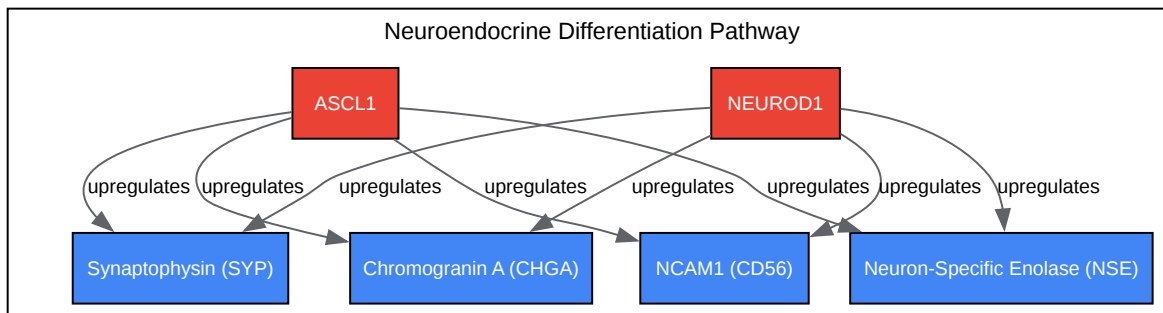 Neuroendocrine Differentiation Pathway
ASCL1
NEUROD1
upregulates
upregulates
upregulates
upregulates
upregulates
upregulates
upregulates
upregulates
Synaptophysin (SYP)
Chromogranin A (CHGA)
NCAM1 (CD56)
Neuron-Specific Enolase (NSE)